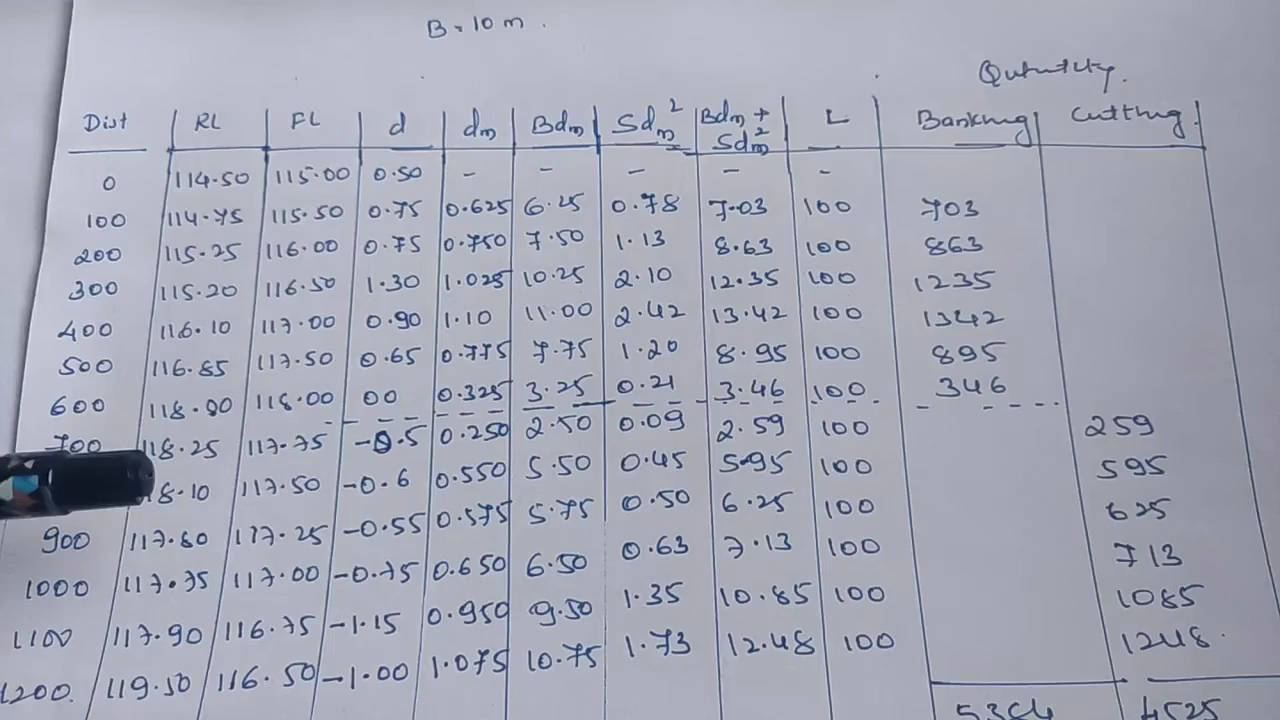 B = 10 m.
Quantity.
Dist RL FL d dm Bdm Sdm² Bdm + Sdm² L Banking Cutting.
0 114.50 115.00 0.50 - - - - -
100 114.75 115.50 0.75 0.625 6.25 0.78 7.03 100 703
200 115.25 116.00 0.75 0.750 7.50 1.13 8.63 100 863
300 115.20 116.50 1.30 1.025 10.25 2.10 12.35 100 1235
400 116.10 117.00 0.90 1.10 11.00 2.42 13.42 100 1342
500 116.85 117.50 0.65 0.775 7.75 1.20 8.95 100 895
600 118.00 118.00 00 0.325 3.25 0.21 3.46 100 346
700 118.25 117.75 -0.5 0.250 2.50 0.09 2.59 100 259
8.10 117.50 -0.6 0.550 5.50 0.45 5.95 100 595
900 117.80 117.25 -0.55 0.575 5.75 0.50 6.25 100 625
1000 117.75 117.00 -0.75 0.650 6.50 0.63 7.13 100 713
1100 117.90 116.75 -1.15 0.950 9.50 1.35 10.85 100 1085
1200. 119.50 116.50 -1.00 1.075 10.75 1.73 12.48 100 1248.
4525